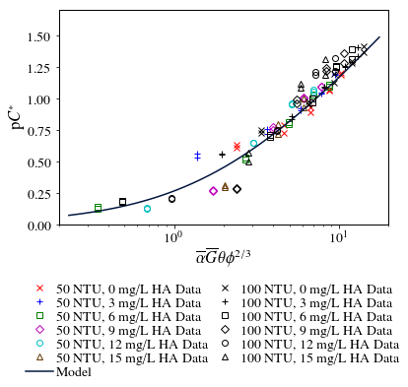 1.50
1.25
1.00
0.75
0.50
0.25
0.00
pC*
10⁰
10¹
α̅G̅θϕ²ᐟ³
50 NTU, 0 mg/L HA Data
50 NTU, 3 mg/L HA Data
50 NTU, 6 mg/L HA Data
50 NTU, 9 mg/L HA Data
50 NTU, 12 mg/L HA Data
50 NTU, 15 mg/L HA Data
Model
100 NTU, 0 mg/L HA Data
100 NTU, 3 mg/L HA Data
100 NTU, 6 mg/L HA Data
100 NTU, 9 mg/L HA Data
100 NTU, 12 mg/L HA Data
100 NTU, 15 mg/L HA Data